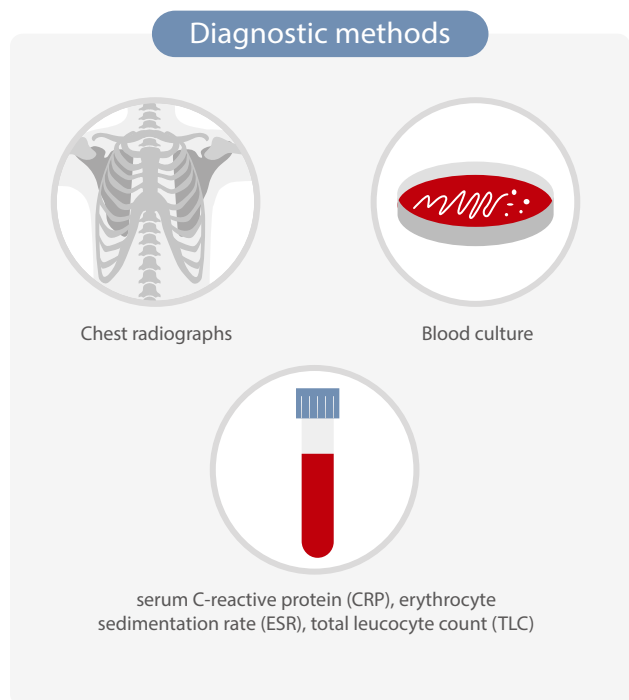 Diagnostic methods
Chest radiographs
Blood culture
serum C-reactive protein (CRP), erythrocyte
sedimentation rate (ESR), total leucocyte count (TLC)